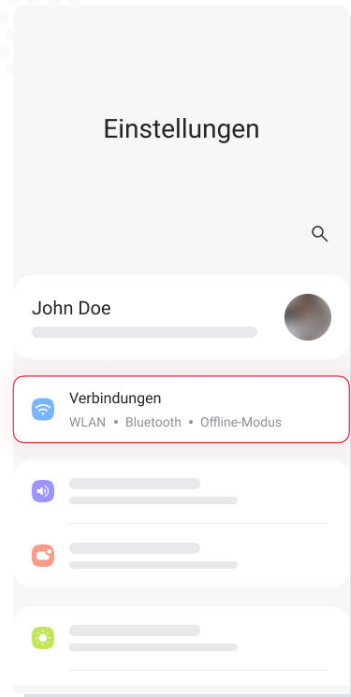 Einstellungen
John Doe
Verbindungen
WLAN • Bluetooth • Offline-Modus